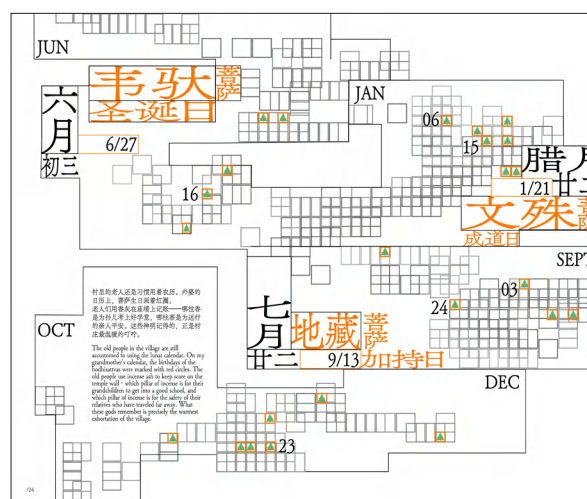 JUN
韦驮菩萨
圣诞日
六月
初三
6/27
16
JAN
06
15
腊月
廿二
1/21
文殊菩萨
成道日
SEPT
03
24
七月
廿二
地藏菩萨
9/13 加持日
OCT
村里的老人还是习惯用着农历。外婆的
日历上，菩萨生日画着红圈。
老人们用香灰在庙墙上记账——哪柱香
是为孙儿考上好学堂，哪柱香是为远行
的亲人平安。这些神明记得的，正是村
庄最温暖的叮咛。
The old people in the village are still
accustomed to using the lunar calendar. On my
grandmother's calendar, the birthdays of the
bodhisattvas were marked with red circles. The
old people use incense ash to keep score on the
temple wall - which pillar of incense is for their
grandchildren to get into a good school, and
which pillar of incense is for the safety of their
relatives who have traveled far away. What
these gods remember is precisely the warmest
exhortation of the village.
DEC
23
/24